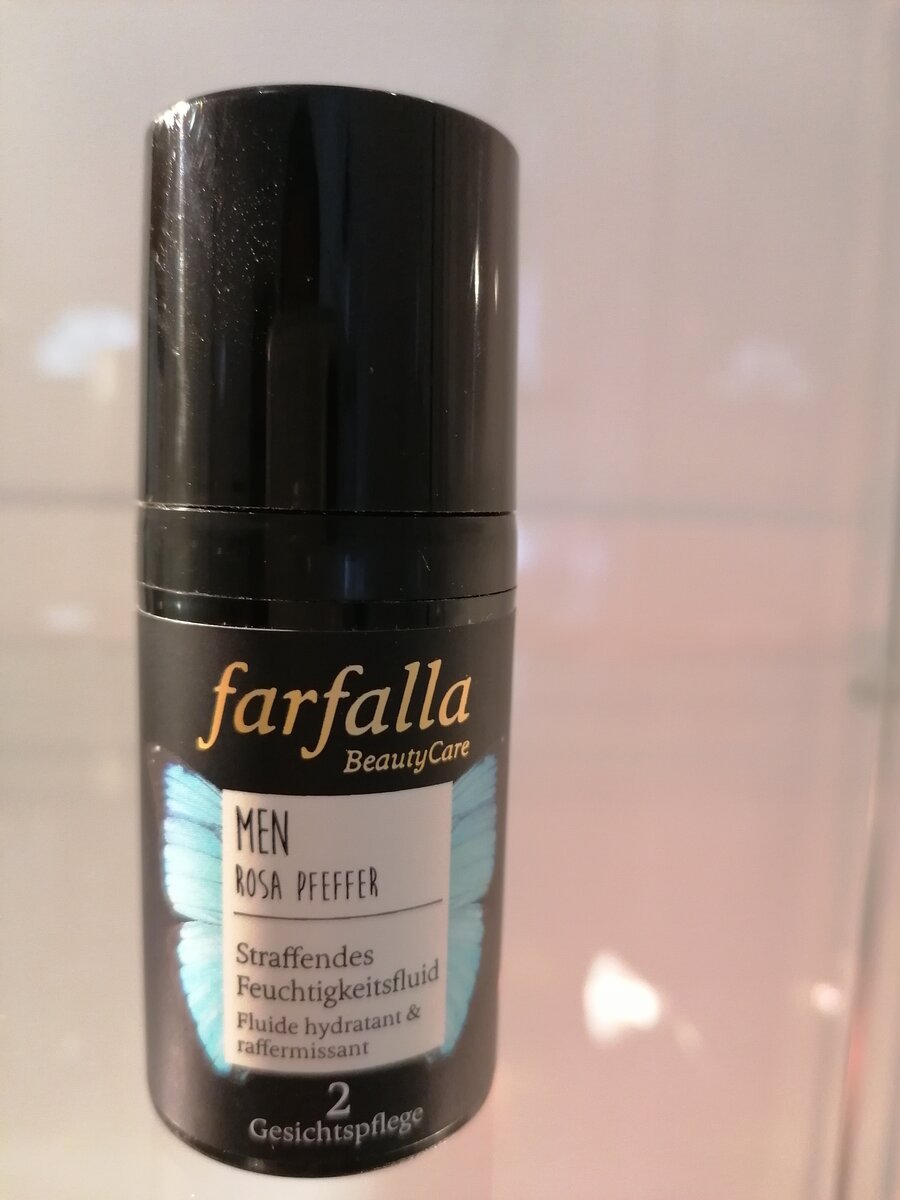 farfalla
BeautyCare
MEN
ROSA PFEFFER
Straffendes
Feuchtigkeitsfluid
Fluide hydratant &
raffermissant
2
Gesichtspflege